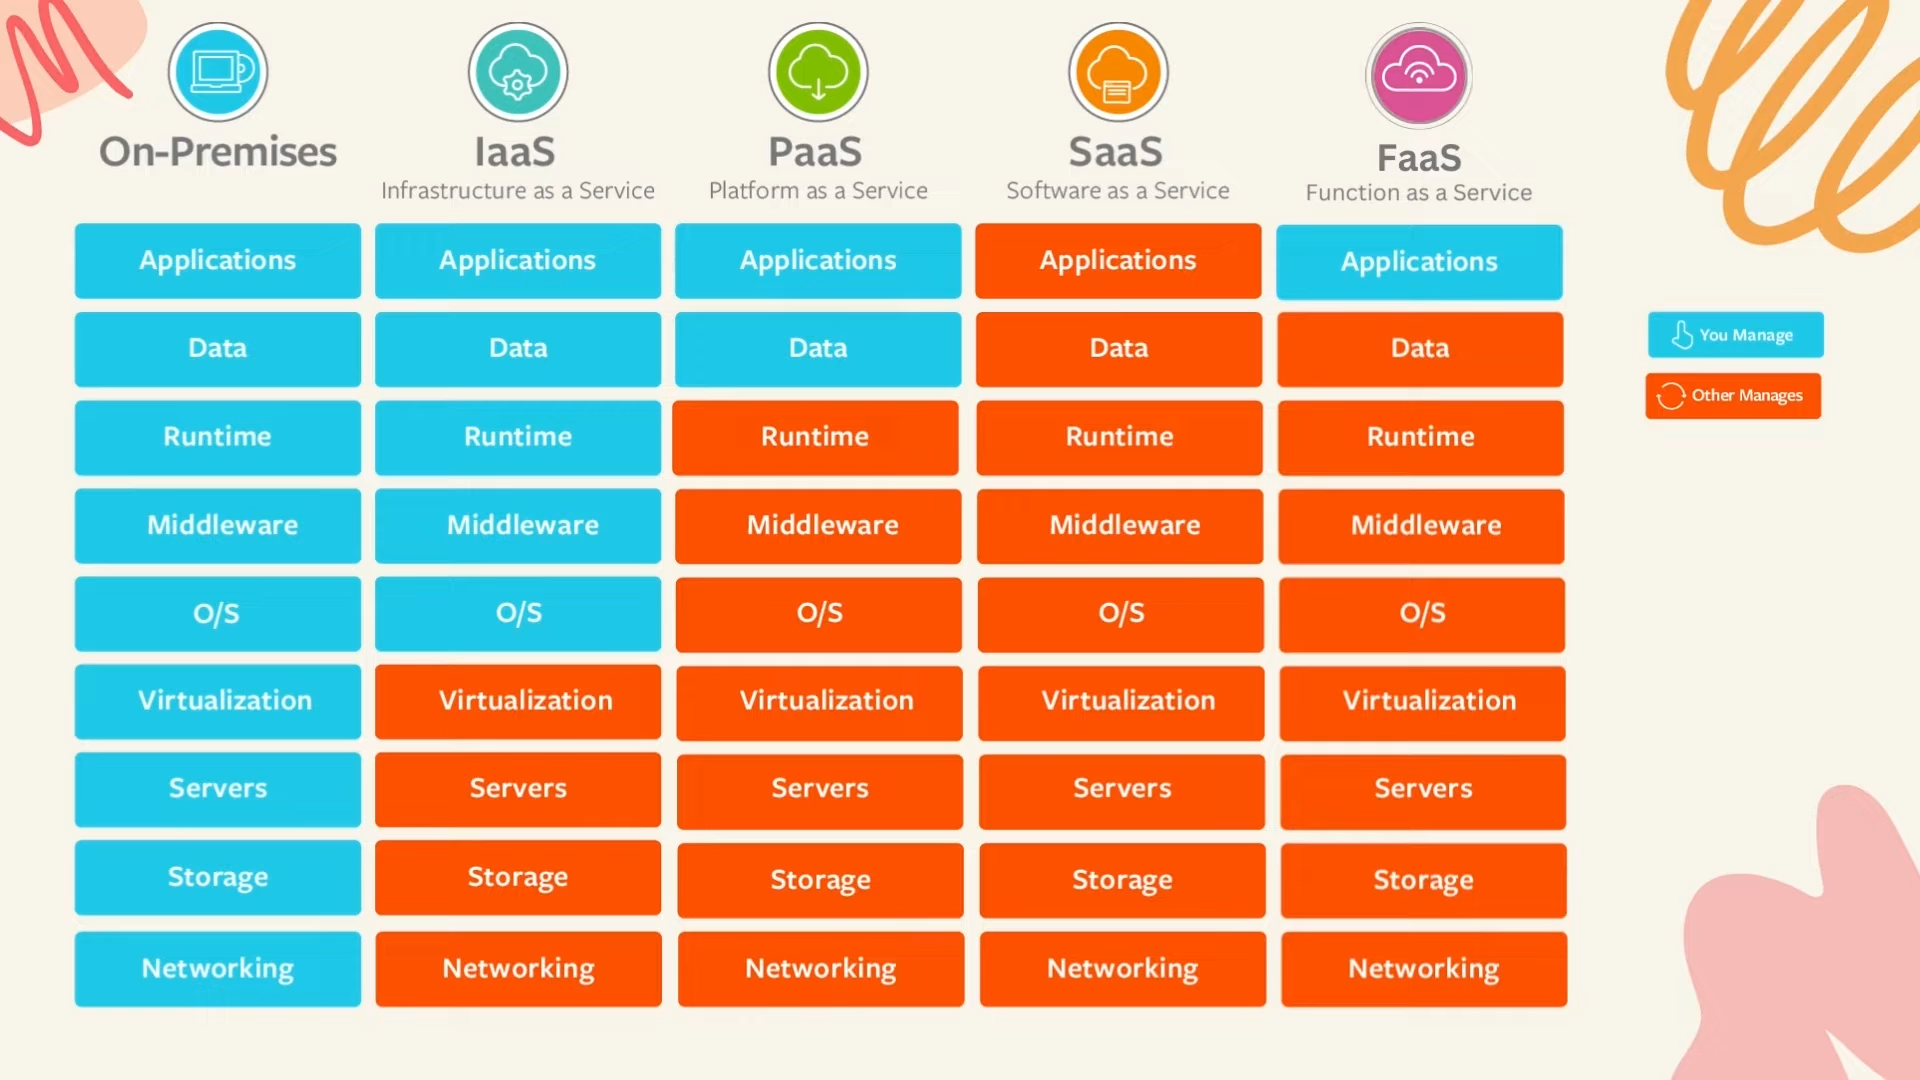 On-Premises
IaaS
Infrastructure as a Service
PaaS
Platform as a Service
SaaS
Software as a Service
FaaS
Function as a Service
Applications Applications Applications Applications Applications
Data Data Data Data Data
Runtime Runtime Runtime Runtime Runtime
Middleware Middleware Middleware Middleware Middleware
O/S O/S O/S O/S O/S
Virtualization Virtualization Virtualization Virtualization Virtualization
Servers Servers Servers Servers Servers
Storage Storage Storage Storage Storage
Networking Networking Networking Networking Networking
You Manage
Other Manages